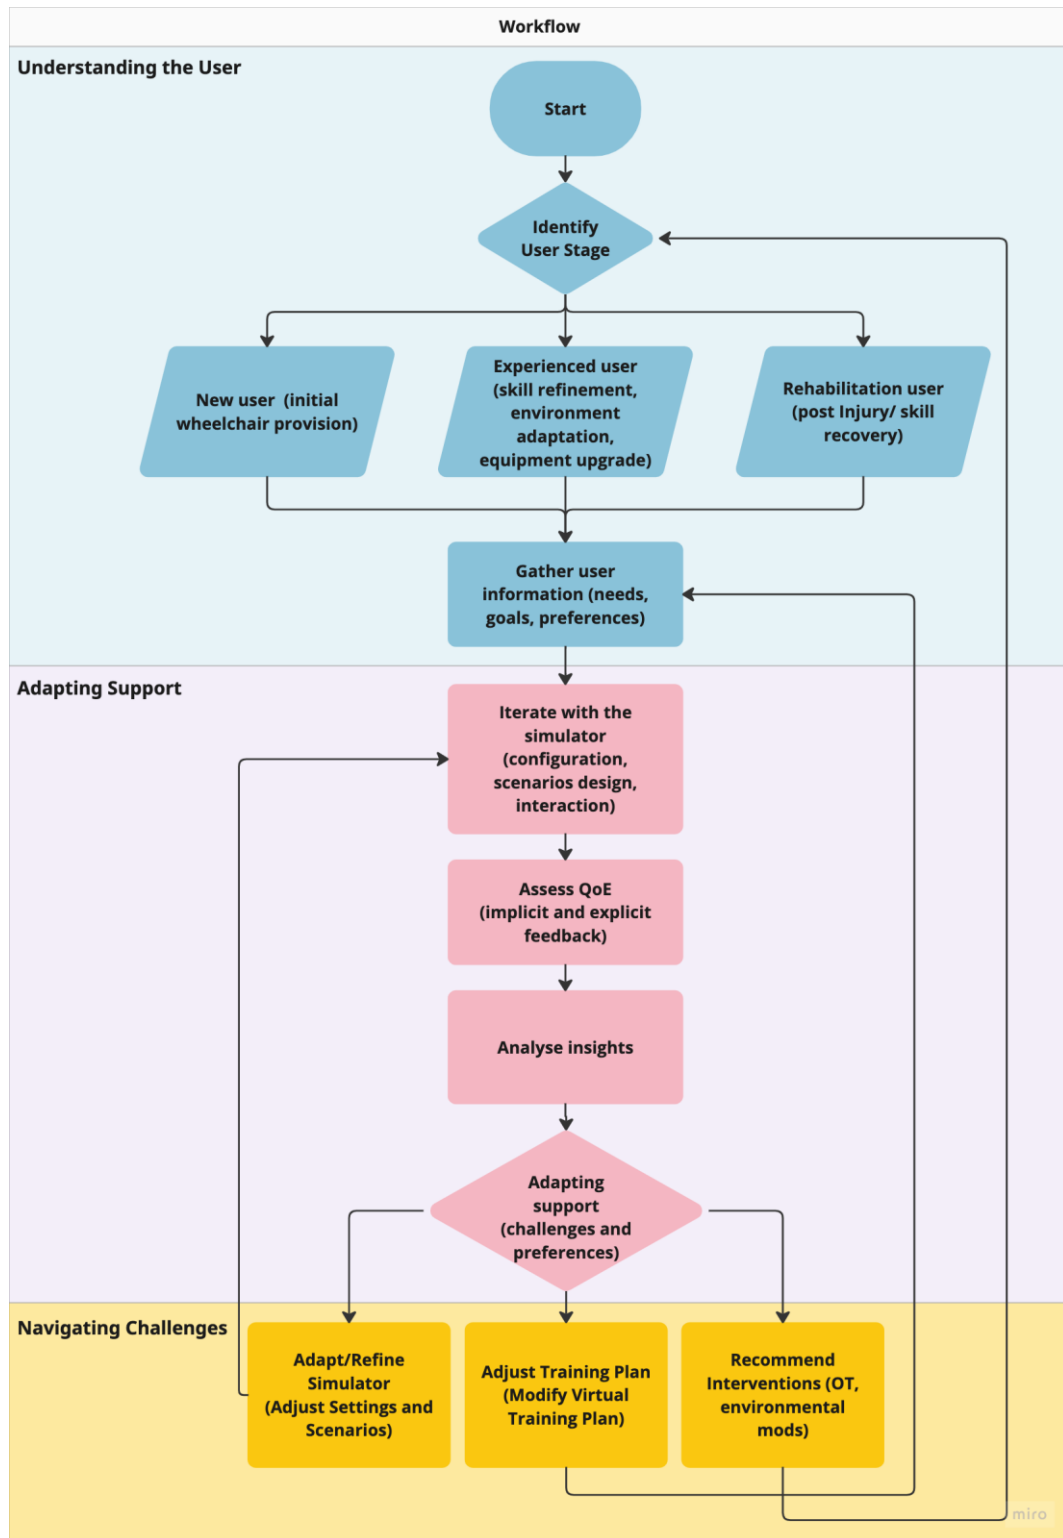 Workflow
Understanding the User
Start
Identify
User Stage
New user (initial
wheelchair provision)
Experienced user
(skill refinement,
environment
adaptation,
equipment upgrade)
Rehabilitation user
(post Injury/ skill
recovery)
Gather user
information (needs,
goals, preferences)
Adapting Support
Iterate with the
simulator
(configuration,
scenarios design,
interaction)
Assess QoE
(implicit and explicit
feedback)
Analyse insights
Adapting
support
(challenges and
preferences)
Navigating Challenges
Adapt/Refine
Simulator
(Adjust Settings and
Scenarios)
Adjust Training Plan
(Modify Virtual
Training Plan)
Recommend
Interventions (OT,
environmental
mods)
miro